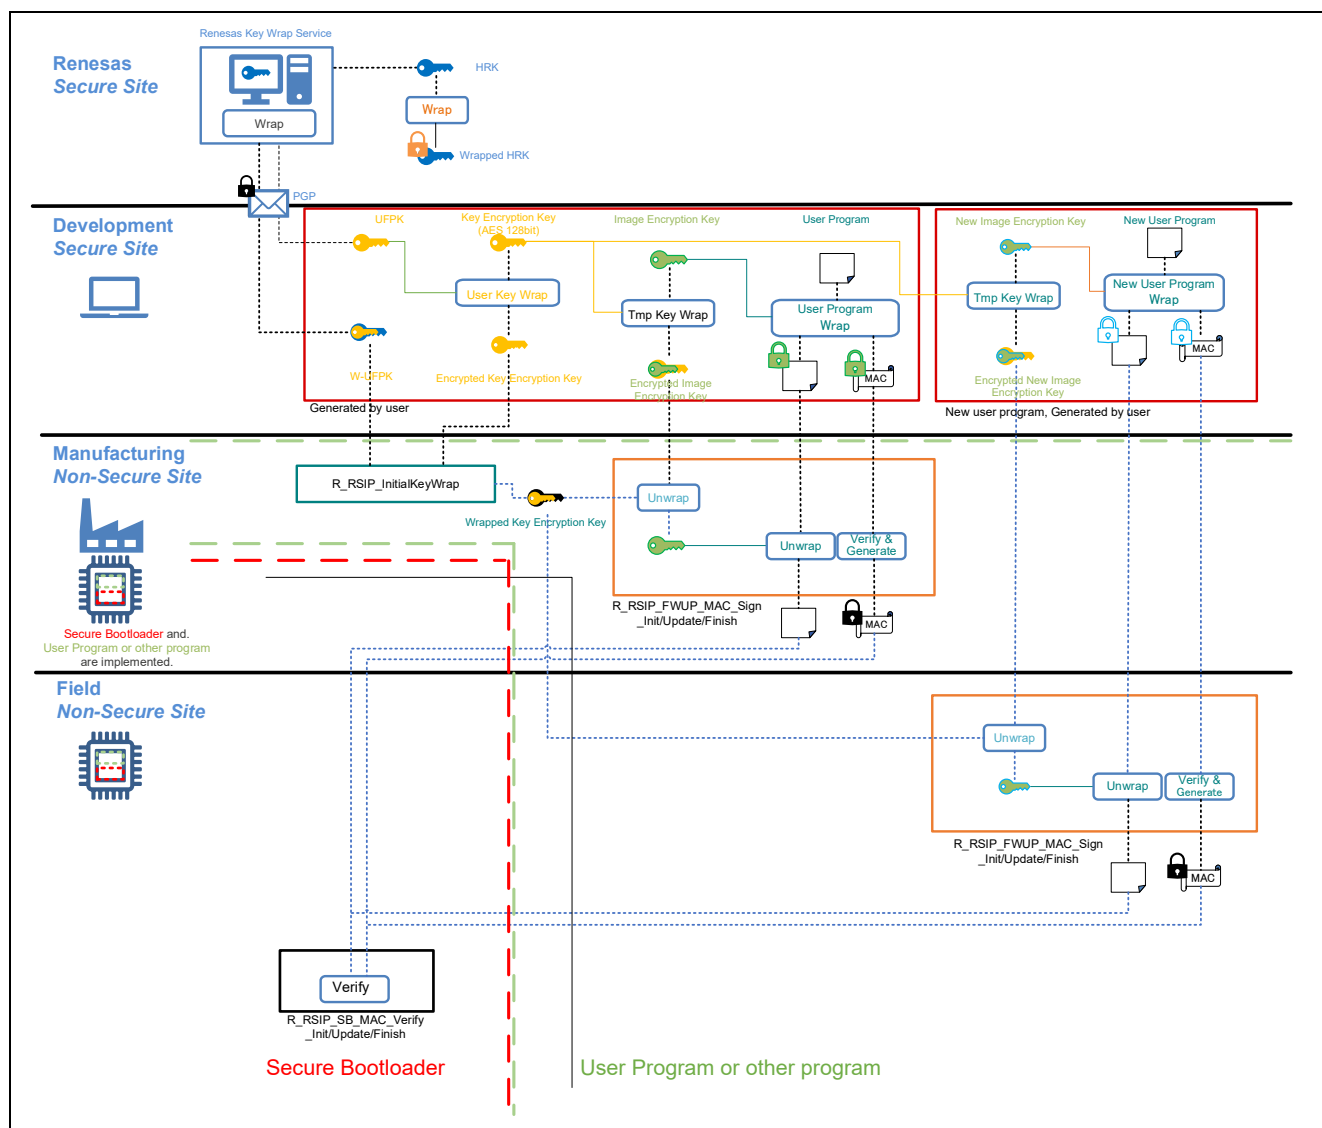 Renesas Key Wrap Service
Renesas
Secure Site
HRK
Wrap
Wrap
Wrapped HRK
PGP
Development
Secure Site
UFPK
Key Encryption Key
(AES 128bit)
Image Encryption Key
User Program
New Image Encryption Key
New User Program
User Key Wrap
Tmp Key Wrap
User Program
Wrap
Tmp Key Wrap
New User Program
Wrap
W-UFPK
Encrypted Key Encryption Key
Encrypted Image
Encryption Key
MAC
Encrypted New Image
Encryption Key
MAC
Generated by user
New user program, Generated by user
Manufacturing
Non-Secure Site
R_RSIP_InitialKeyWrap
Wrapped Key Encryption Key
Unwrap
Unwrap
Verify &
Generate
R_RSIP_FWUP_MAC_Sign
_Init/Update/Finish
MAC
Secure Bootloader and.
User Program or other program
are implemented.
Field
Non-Secure Site
Unwrap
Unwrap
Verify &
Generate
R_RSIP_FWUP_MAC_Sign
_Init/Update/Finish
MAC
Verify
R_RSIP_SB_MAC_Verify
_Init/Update/Finish
Secure Bootloader
User Program or other program